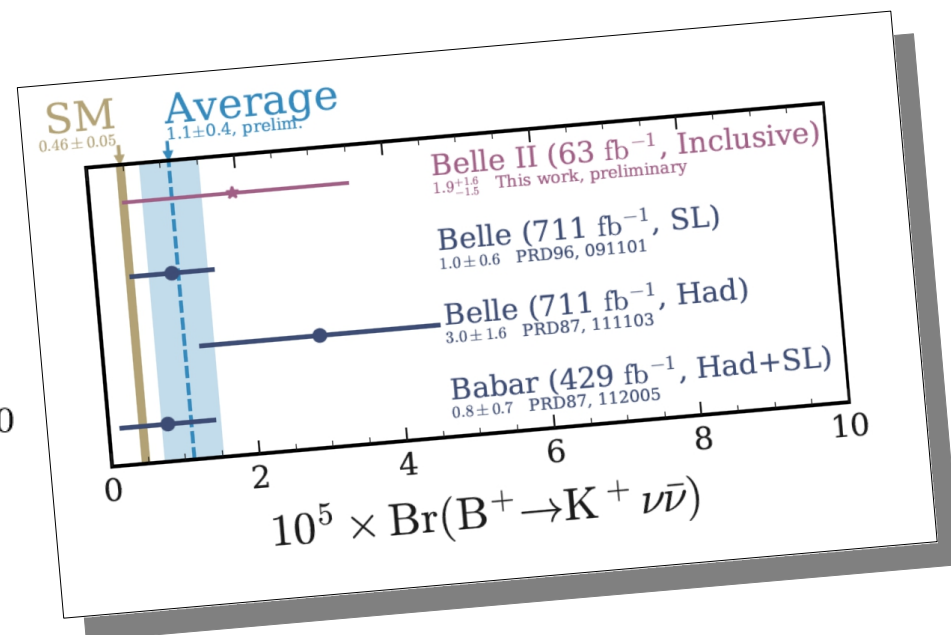 SM
0.46 ± 0.05
Average
1.1±0.4, prelim.
Belle II (63 fb⁻¹, Inclusive)
1.9⁺¹·⁶₋₁.₅ This work, preliminary
Belle (711 fb⁻¹, SL)
1.0 ± 0.6 PRD96, 091101
Belle (711 fb⁻¹, Had)
3.0 ± 1.6 PRD87, 111103
Babar (429 fb⁻¹, Had+SL)
0.8 ± 0.7 PRD87, 112005
0
0 2 4 6 8 10
10⁵ × Br(B⁺→K⁺ νν̄)